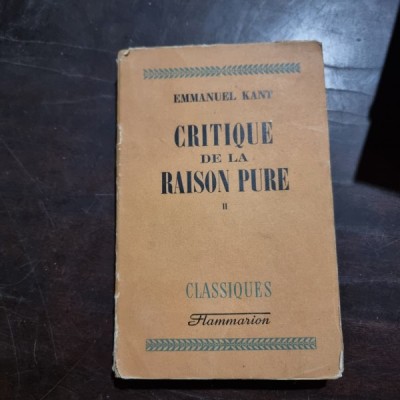 EMMANUEL KANT
CRITIQUE
DE LA
RAISON PURE
II
CLASSIQUES
Flammarion